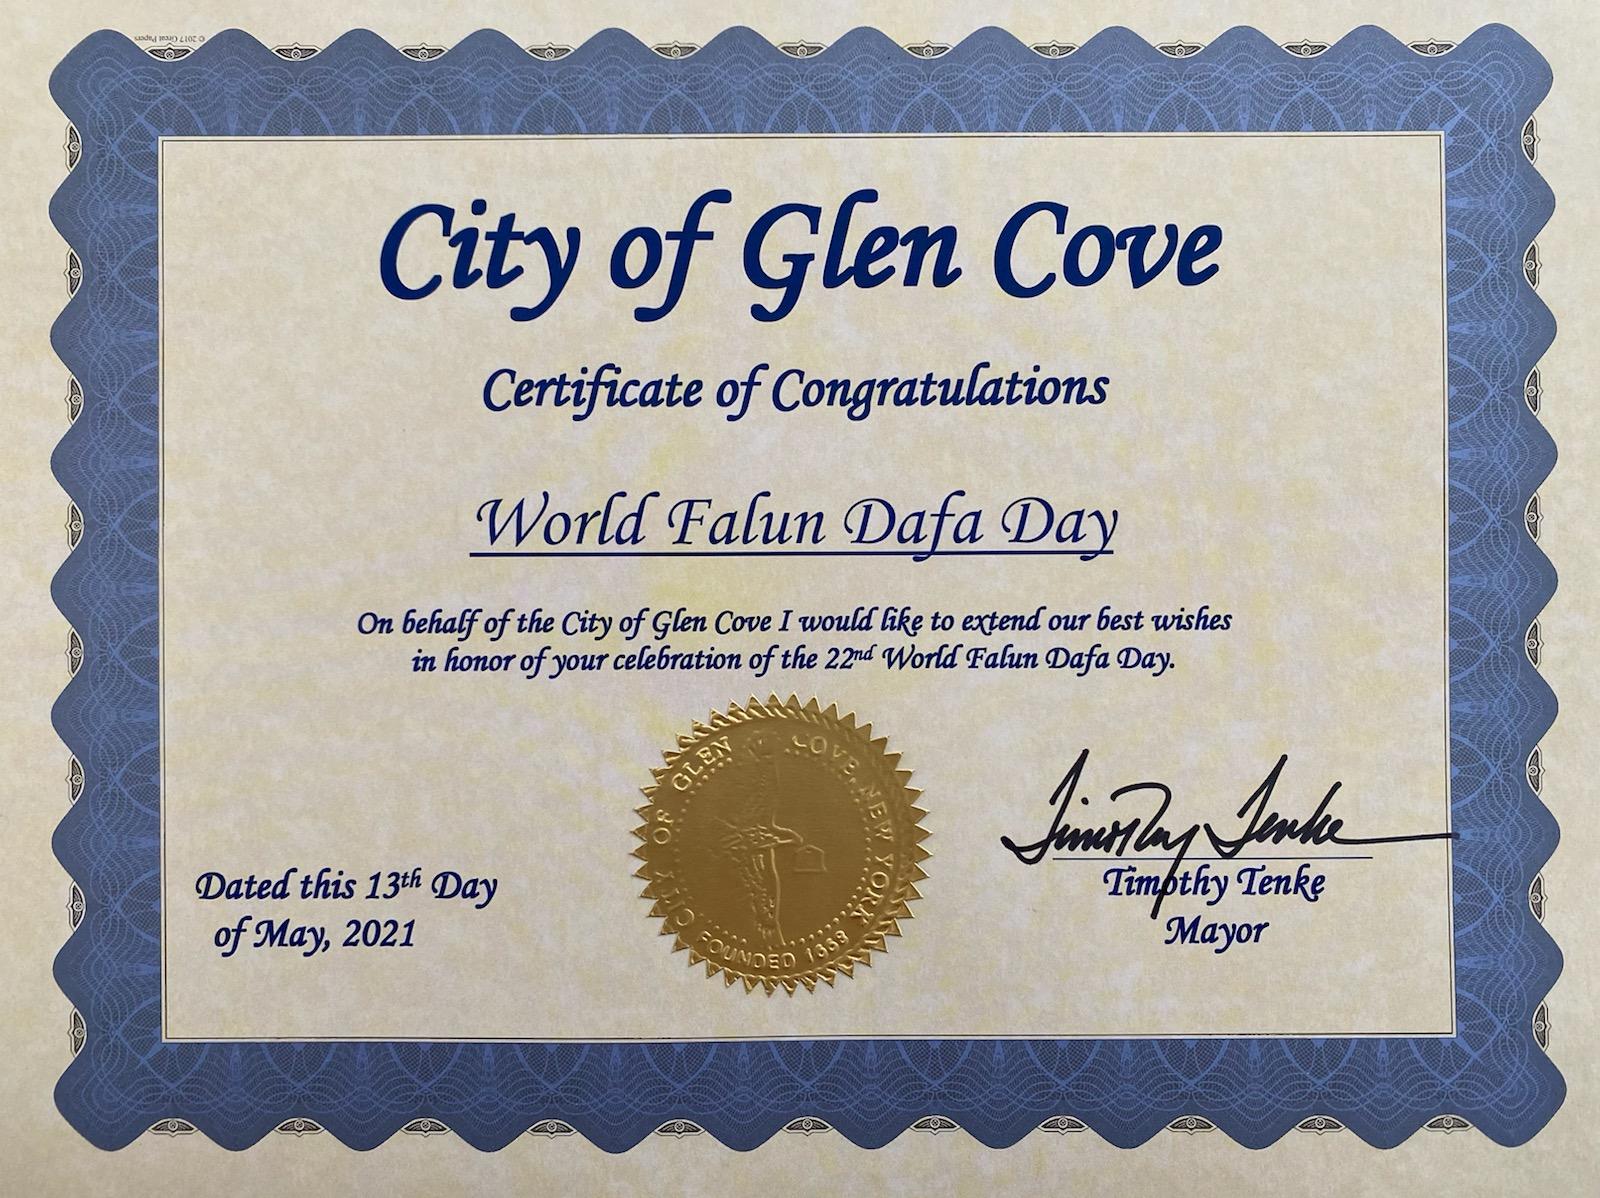 © 2017 Great Papers
City of Glen Cove
Certificate of Congratulations
World Falun Dafa Day
On behalf of the City of Glen Cove I would like to extend our best wishes
in honor of your celebration of the 22nd World Falun Dafa Day.
CITY OF GLEN COVE, NEW YORK
FOUNDED 1668
Dated this 13th Day
of May, 2021
Timothy Tenke
Timothy Tenke
Mayor